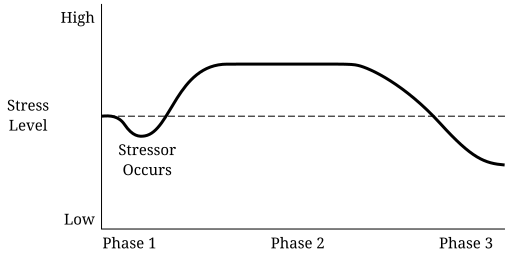 High
Stress
Level
Stressor
Occurs
Low
Phase 1
Phase 2
Phase 3